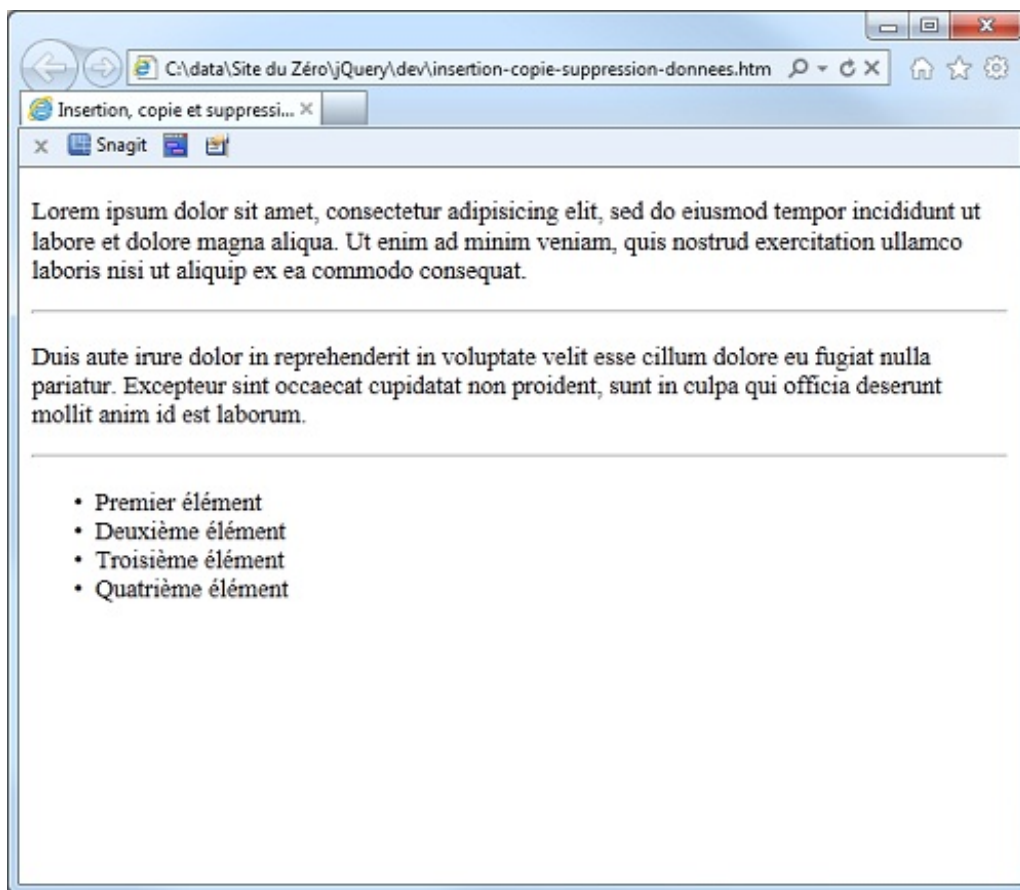 C:\data\Site du Zéro\jQuery\dev\insertion-copie-suppression-donnees.htm
Insertion, copie et suppressi...
Snagit
Lorem ipsum dolor sit amet, consectetur adipisicing elit, sed do eiusmod tempor incididunt ut
labore et dolore magna aliqua. Ut enim ad minim veniam, quis nostrud exercitation ullamco
laboris nisi ut aliquip ex ea commodo consequat.
Duis aute irure dolor in reprehenderit in voluptate velit esse cillum dolore eu fugiat nulla
pariatur. Excepteur sint occaecat cupidatat non proident, sunt in culpa qui officia deserunt
mollit anim id est laborum.
• Premier élément
• Deuxième élément
• Troisième élément
• Quatrième élément